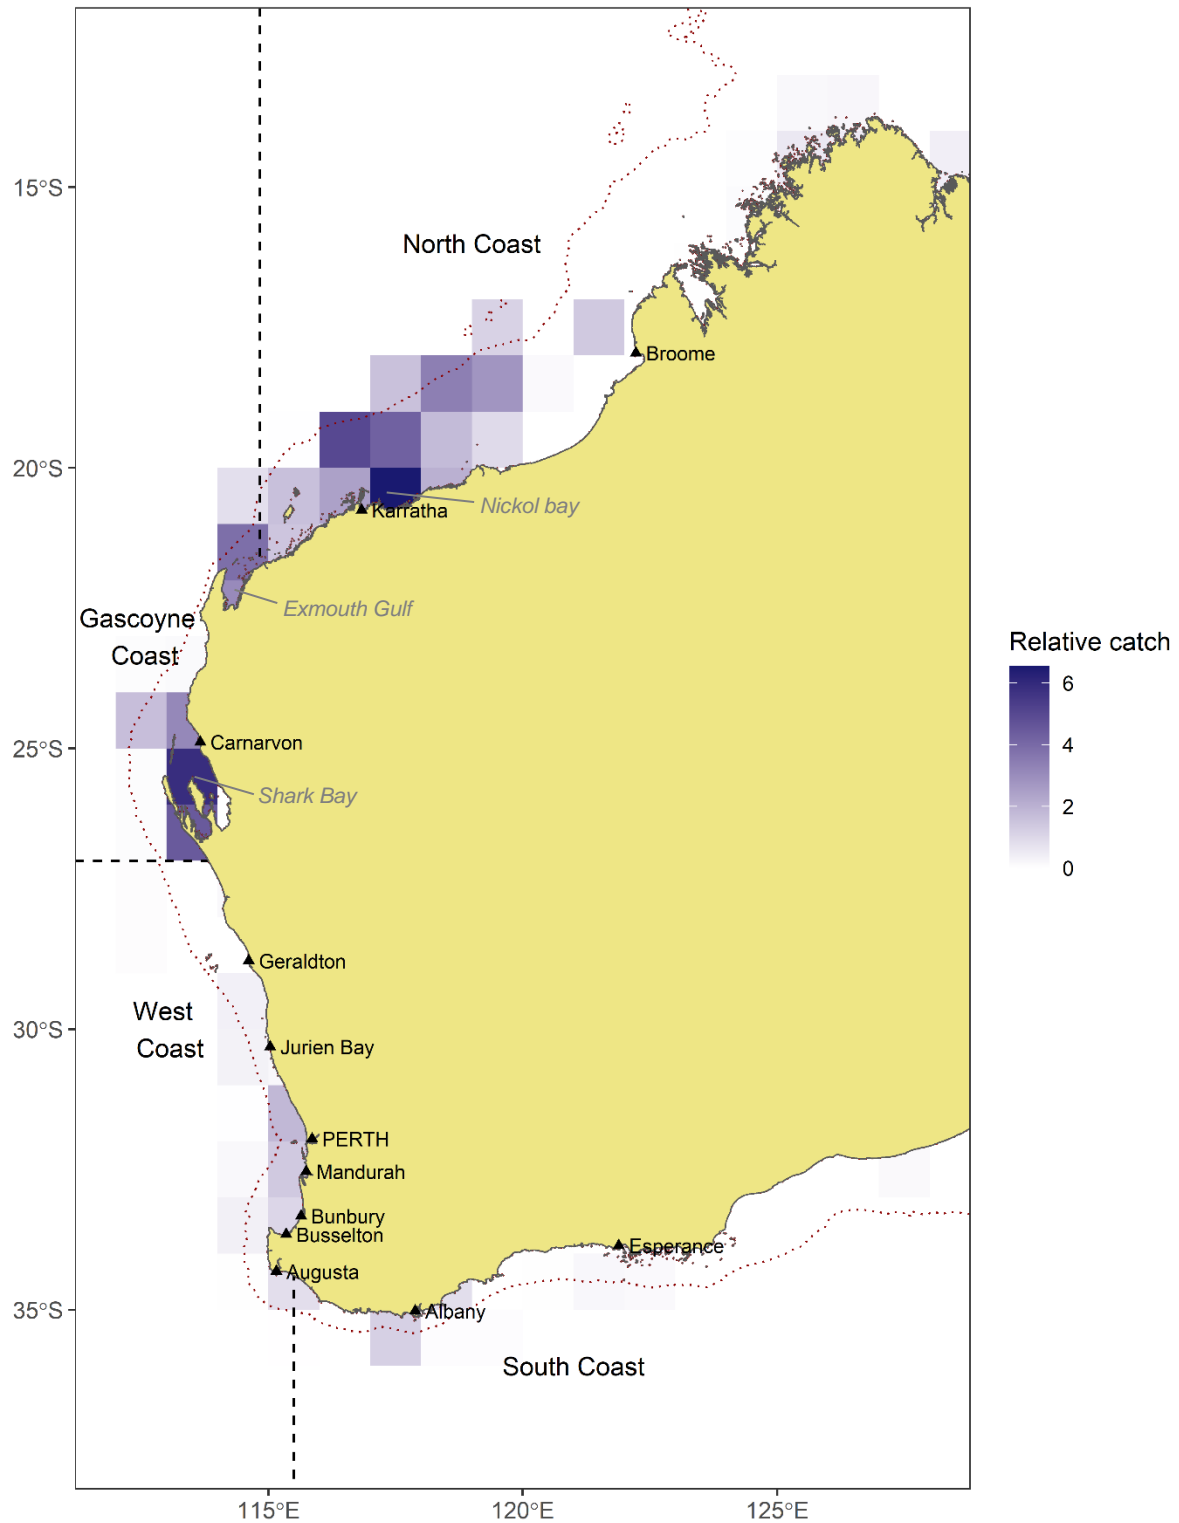 15°S
North Coast
Broome
20°S
Nickol bay
Karratha
Exmouth Gulf
Gascoyne
Coast
Relative catch
6
4
2
0
25°S
Carnarvon
Shark Bay
Geraldton
West
Coast
30°S
Jurien Bay
PERTH
Mandurah
Bunbury
Busselton
Esperance
Augusta
35°S
Albany
South Coast
115°E
120°E
125°E